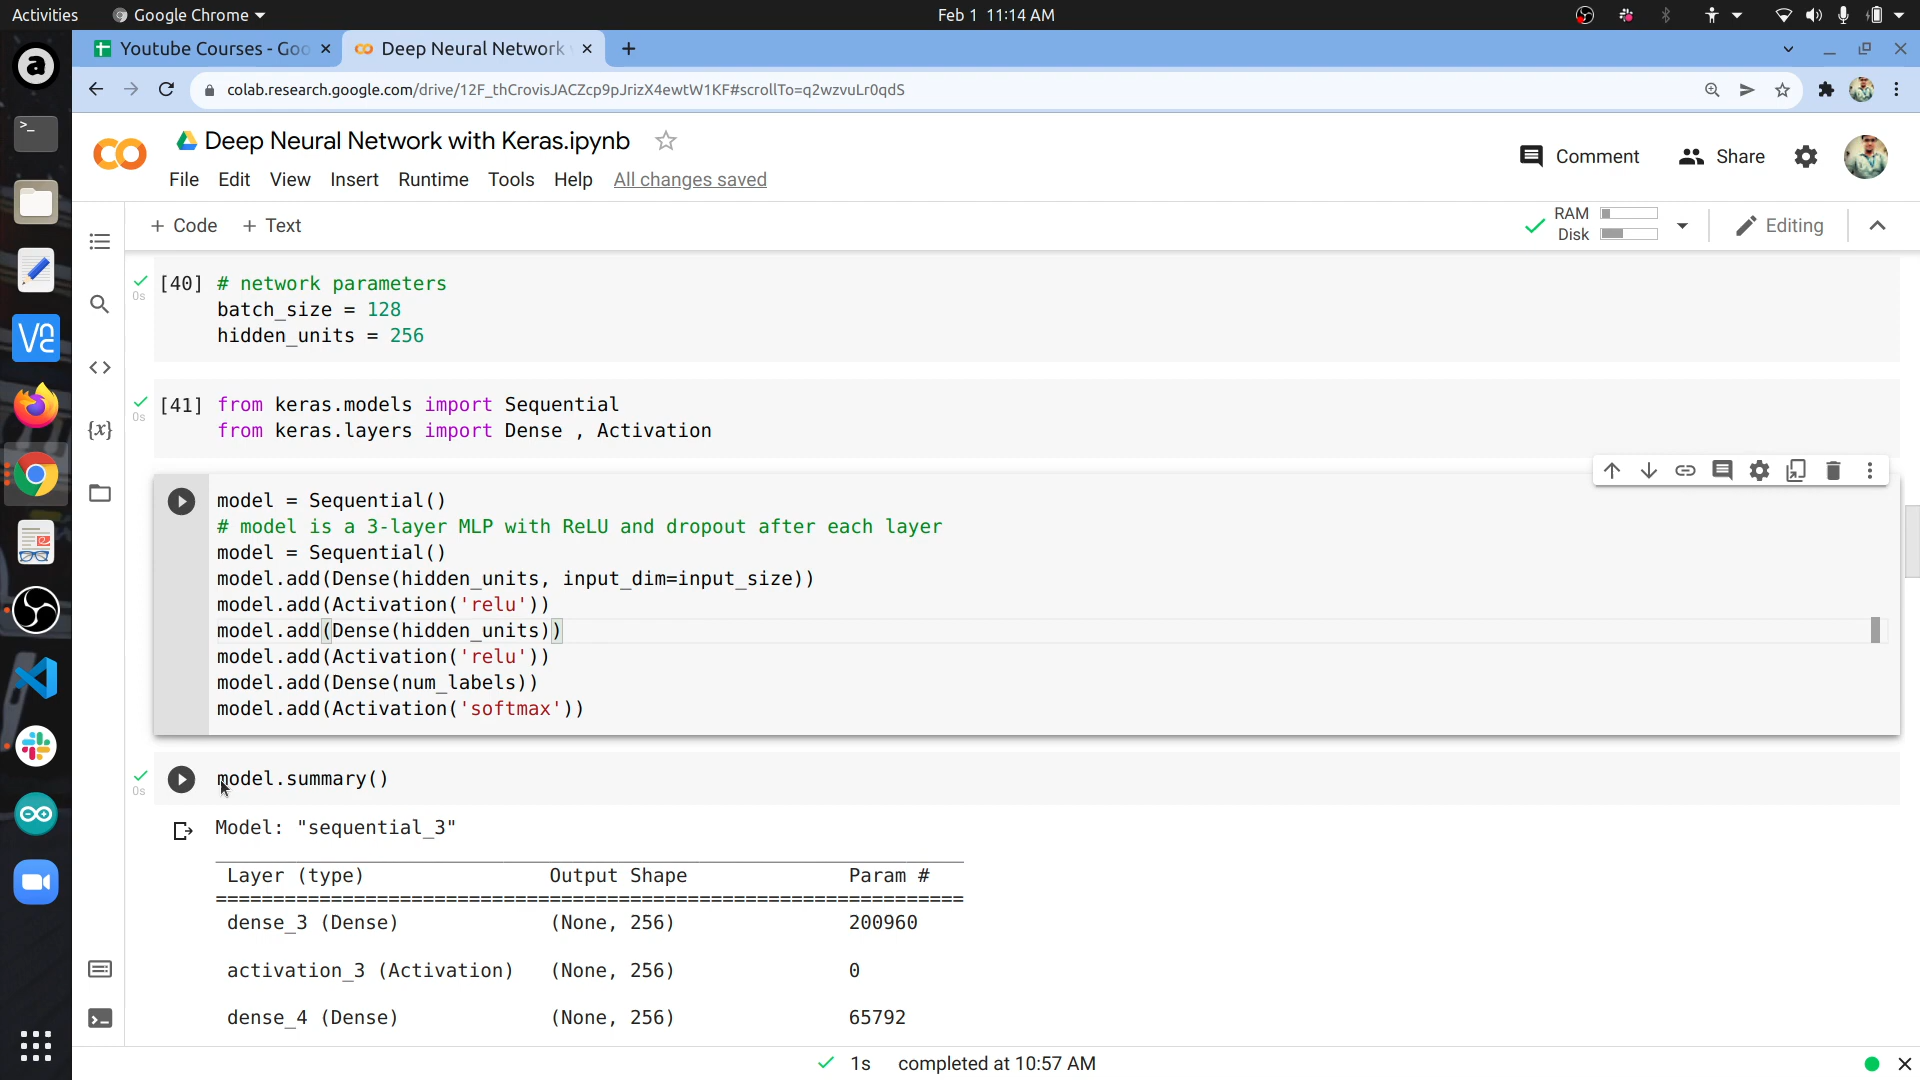 Activities Google Chrome Feb 1 11:14 AM
Youtube Courses - Goo Deep Neural Network
colab.research.google.com/drive/12F_thCrovisJACZcp9pJrizX4ewtW1KF#scrollTo=q2wzvuLr0qdS
Deep Neural Network with Keras.ipynb
Comment Share
File Edit View Insert Runtime Tools Help All changes saved
+ Code + Text RAM Disk Editing
[40] # network parameters
0s
batch_size = 128
hidden_units = 256
[41] from keras.models import Sequential
0s
from keras.layers import Dense , Activation
model = Sequential()
# model is a 3-layer MLP with ReLU and dropout after each layer
model = Sequential()
model.add(Dense(hidden_units, input_dim=input_size))
model.add(Activation('relu'))
model.add(Dense(hidden_units))
model.add(Activation('relu'))
model.add(Dense(num_labels))
model.add(Activation('softmax'))
model.summary()
0s
Model: "sequential_3"
Layer (type) Output Shape Param #
=================================================================
dense_3 (Dense) (None, 256) 200960
activation_3 (Activation) (None, 256) 0
dense_4 (Dense) (None, 256) 65792
1s completed at 10:57 AM